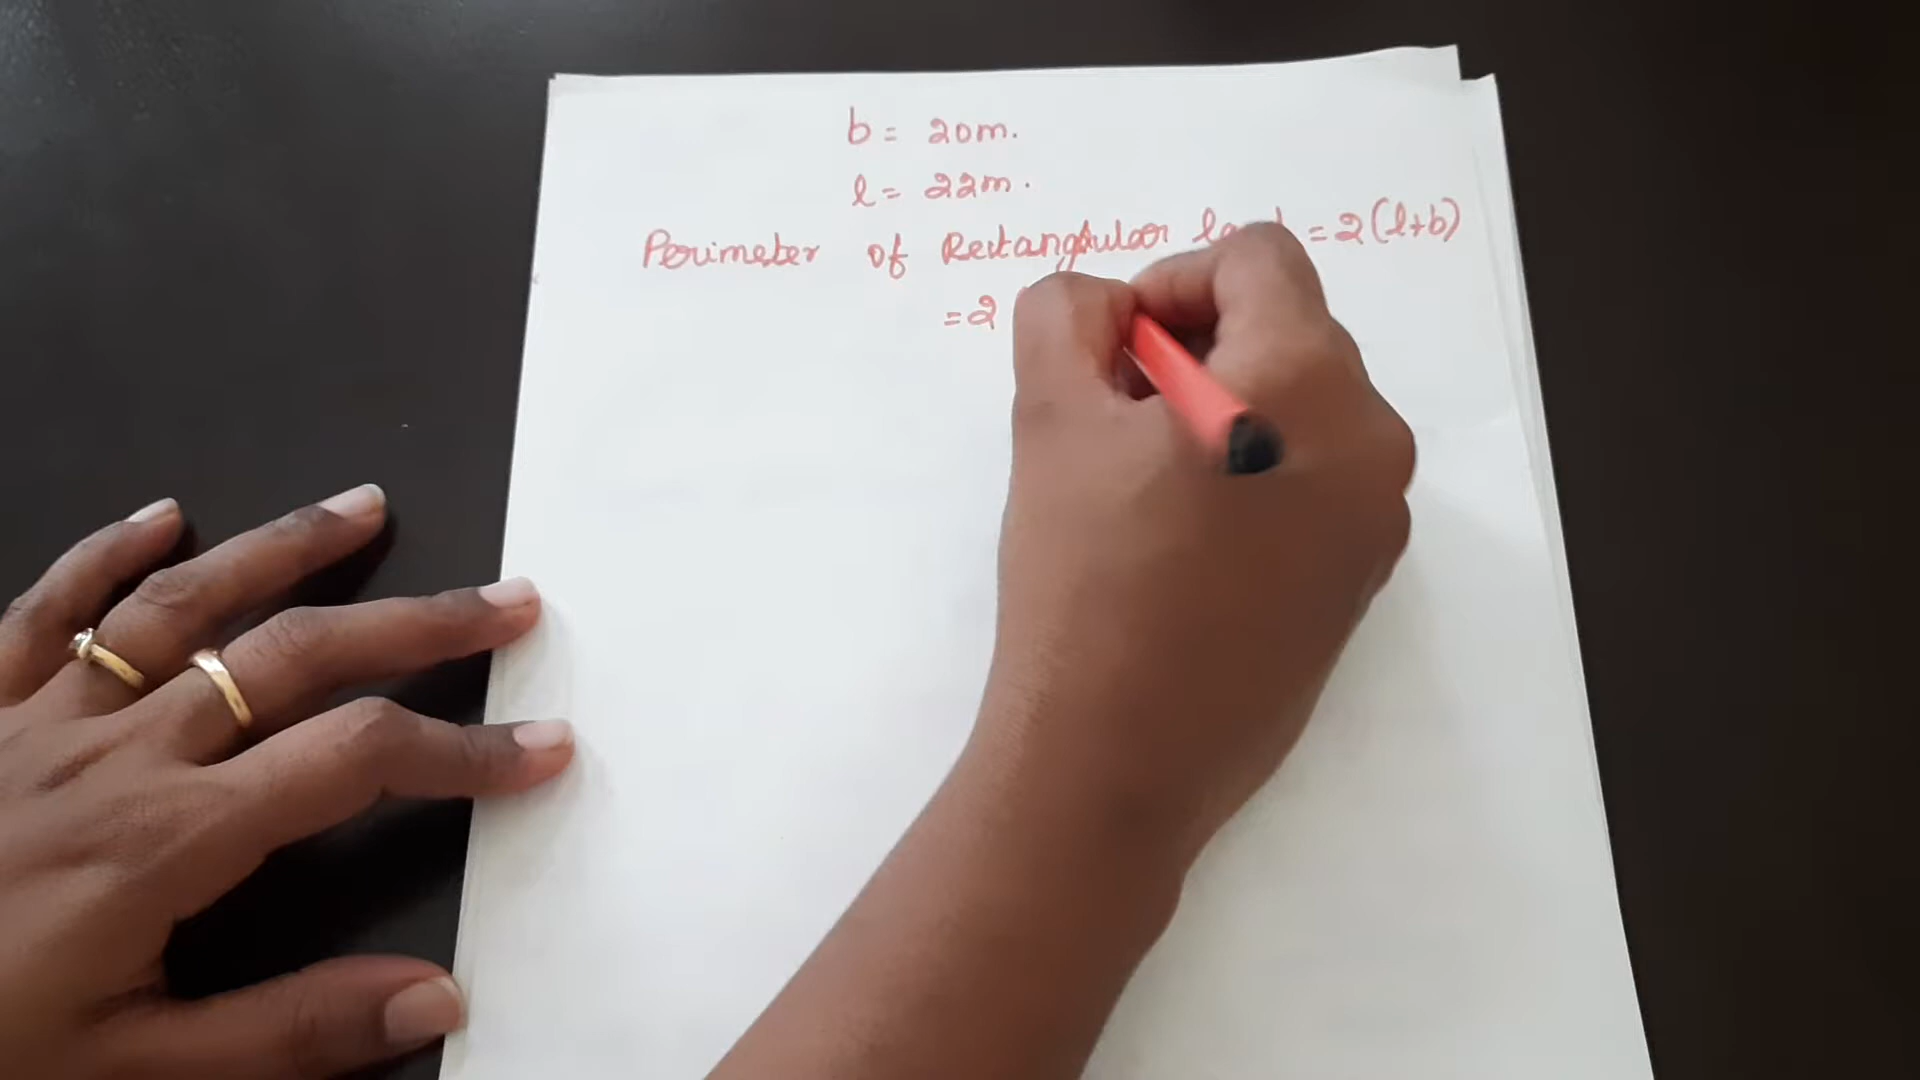 b = 20m.
l = 22m.
Perimeter of Rectangular = 2(l+b)
= 2